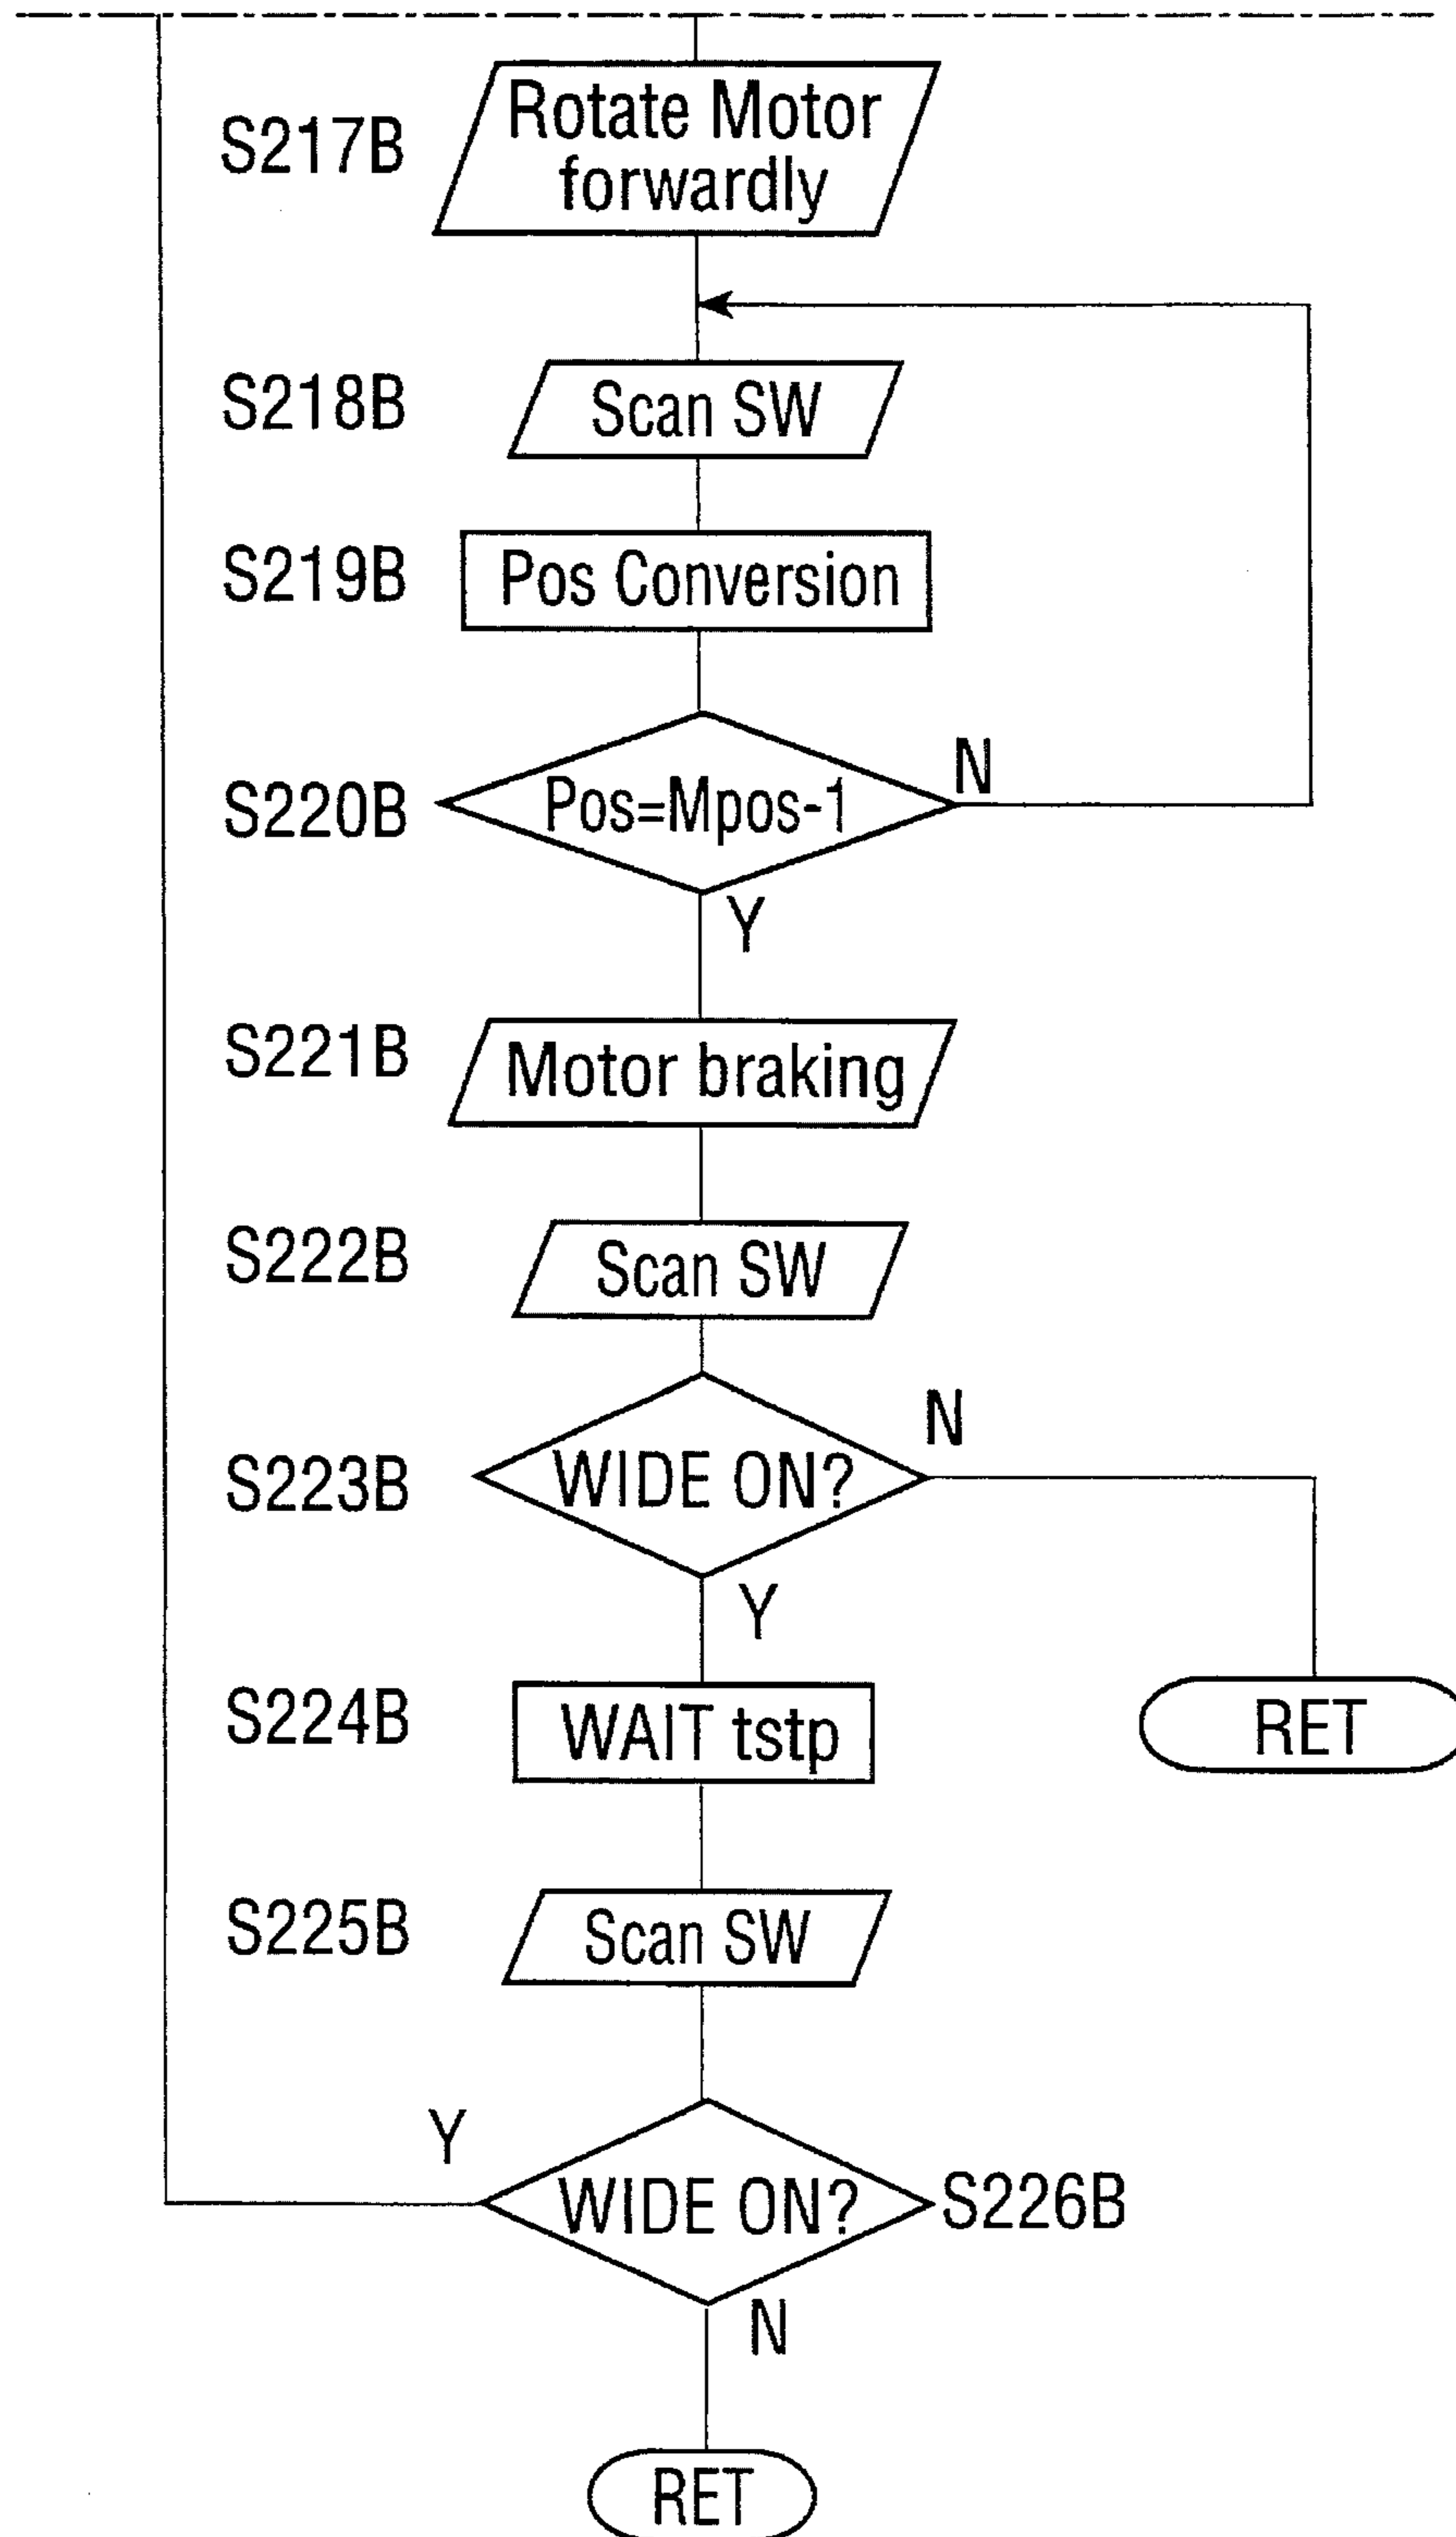 S217B
Rotate Motor
forwardly
S218B
Scan SW
S219B
Pos Conversion
S220B
Pos=Mpos-1
N
Y
S221B
Motor braking
S222B
Scan SW
S223B
WIDE ON?
N
Y
S224B
WAIT tstp
RET
S225B
Scan SW
Y
WIDE ON?
S226B
N
RET